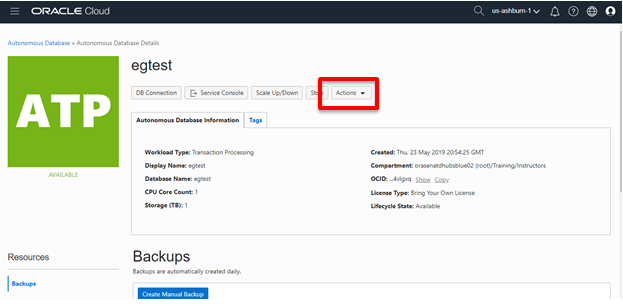 ORACLE Cloud
us-ashburn-1
Autonomous Database » Autonomous Database Details
ATP
AVAILABLE
egtest
DB Connection
Service Console
Scale Up/Down
Stop
Actions
Autonomous Database Information
Tags
Workload Type: Transaction Processing
Display Name: egtest
Database Name: egtest
CPU Core Count: 1
Storage (TB): 1
Created: Thu, 23 May 2019 20:54:25 GMT
Compartment: orasenatdhubsblue02 (root)/Training/Instructors
OCID: ...4vlgxq Show Copy
License Type: Bring Your Own License
Lifecycle State: Available
Resources
Backups
Backups
Backups are automatically created daily.
Create Manual Backup